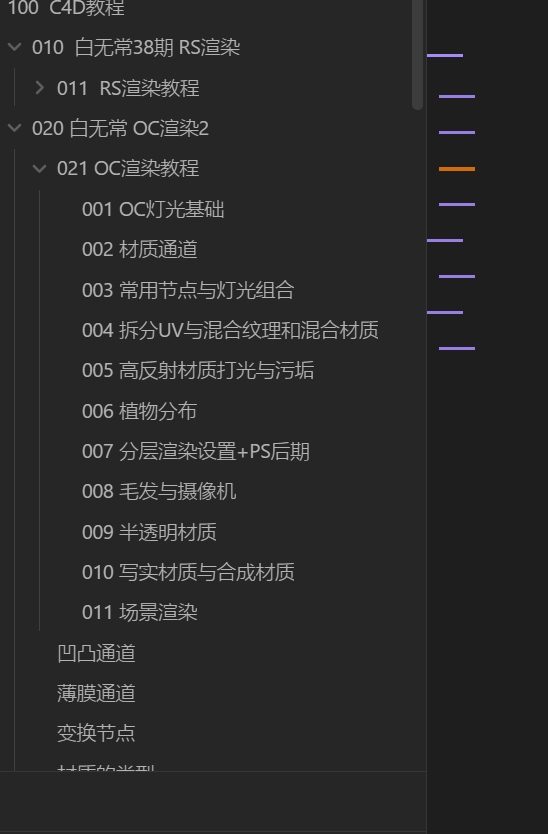 100  C4D教程
010  白无常38期 RS渲染
011  RS渲染教程
020 白无常 OC渲染2
021 OC渲染教程
001 OC灯光基础
002 材质通道
003 常用节点与灯光组合
004 拆分UV与混合纹理和混合材质
005 高反射材质打光与污垢
006 植物分布
007 分层渲染设置+PS后期
008 毛发与摄像机
009 半透明材质
010 写实材质与合成材质
011 场景渲染
凹凸通道
薄膜通道
变换节点
材质的类型